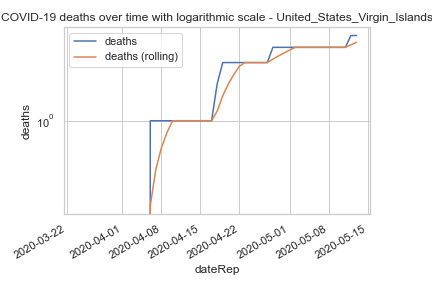 COVID-19 deaths over time with logarithmic scale - United_States_Virgin_Islands
deaths
deaths (rolling)
deaths
10^0
2020-03-22
2020-04-01
2020-04-08
2020-04-15
2020-04-22
2020-05-01
2020-05-08
2020-05-15
dateRep